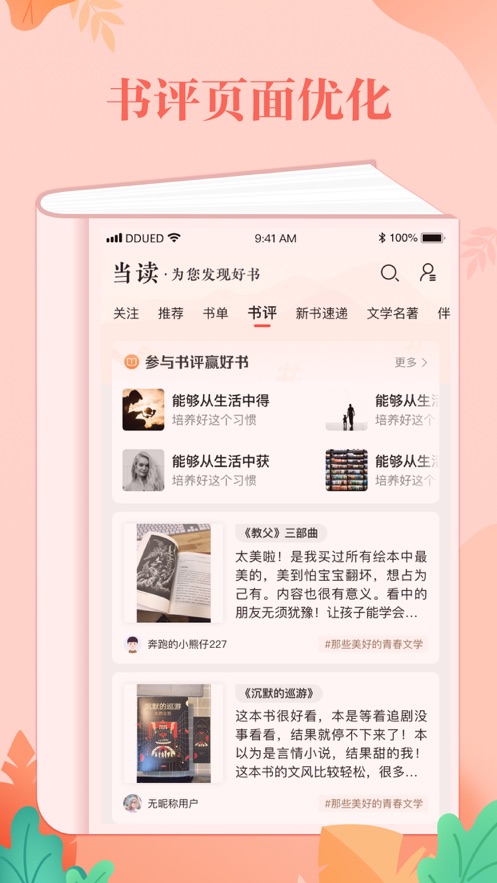 书评页面优化
DDUED
9:41 AM
100%
当读·为您发现好书
关注 推荐 书单 书评 新书速递 文学名著 伴
参与书评赢好书
更多
能够从生活中得
培养好这个习惯
能够从生
培养好这
能够从生活中获
培养好这个习惯
能够从生
培养好这
《教父》三部曲
太美啦！是我买过所有绘本中最
美的，美到怕宝宝翻坏，想占为
己有。内容也很有意义。看中的
朋友无须犹豫！让孩子能学会...
奔跑的小熊仔227
#那些美好的青春文学
沉默的巡游
《沉默的巡游》
这本书很好看，本是等着追剧没
事看看，结果就停不下来了！本
以为是言情小说，结果甜的我！
这本书的文风比较轻松，很多...
无昵称用户
#那些美好的青春文学